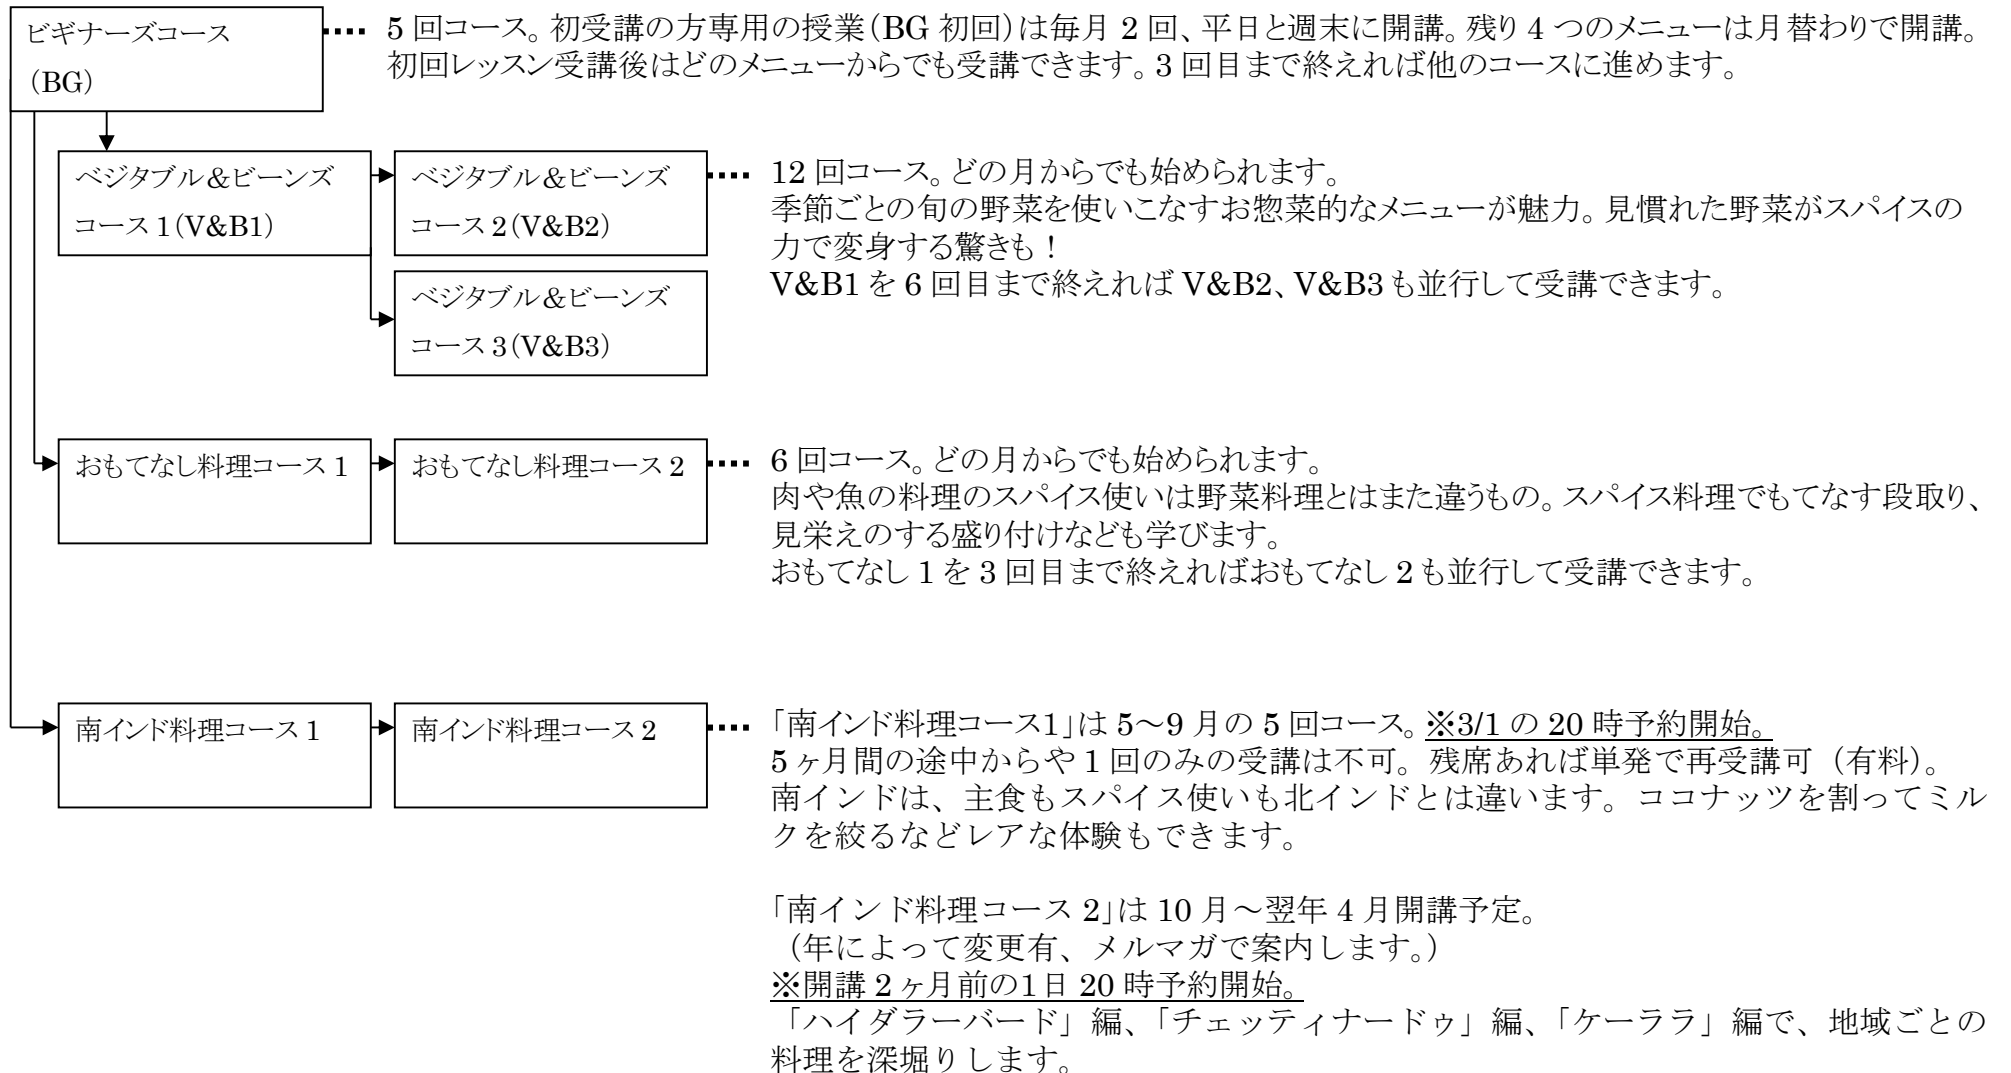 ビギナーズコース
(BG)
5 回コース。初受講の方専用の授業(BG 初回)は毎月 2 回、平日と週末に開講。残り 4 つのメニューは月替わりで開講。
初回レッスン受講後はどのメニューからでも受講できます。3 回目まで終えれば他のコースに進めます。
ベジタブル&ビーンズ
コース 1(V&B1)
ベジタブル&ビーンズ
コース 2(V&B2)
12 回コース。どの月からでも始められます。
季節ごとの旬の野菜を使いこなすお惣菜的なメニューが魅力。見慣れた野菜がスパイスの
力で変身する驚きも!
V&B1 を 6 回目まで終えれば V&B2、V&B3 も並行して受講できます。
ベジタブル&ビーンズ
コース 3(V&B3)
おもてなし料理コース 1
おもてなし料理コース 2
6 回コース。どの月からでも始められます。
肉や魚の料理のスパイス使いは野菜料理とはまた違うもの。スパイス料理でもてなす段取り、
見栄えのする盛り付けなども学びます。
おもてなし 1 を 3 回目まで終えればおもてなし 2 も並行して受講できます。
南インド料理コース 1
南インド料理コース 2
「南インド料理コース1」は 5~9 月の 5 回コース。※3/1 の 20 時予約開始。
5 ヶ月間の途中からや 1 回のみの受講は不可。残席あれば単発で再受講可(有料)。
南インドは、主食もスパイス使いも北インドとは違います。ココナッツを割ってミル
クを絞るなどレアな体験もできます。
「南インド料理コース 2」は 10 月~翌年 4 月開講予定。
(年によって変更有、メルマガで案内します。)
※開講 2 ヶ月前の1日 20 時予約開始。
「ハイダラーバード」編、「チェッティナードゥ」編、「ケーララ」編で、地域ごとの
料理を深堀りします。